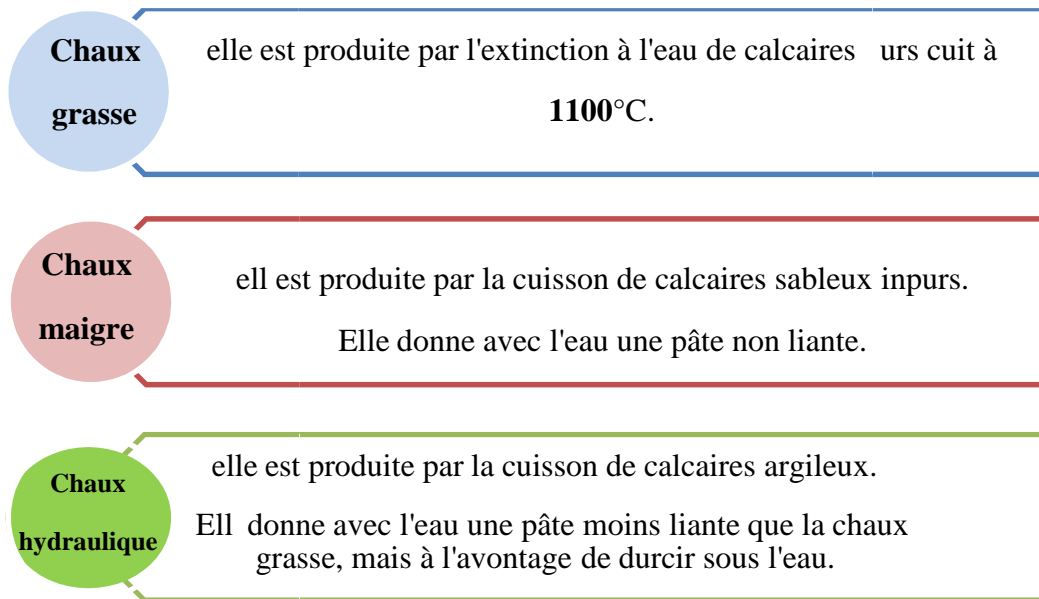 Chaux
grasse
elle est produite par l'extinction à l'eau de calcaires urs cuit à
1100°C.
Chaux
maigre
ell est produite par la cuisson de calcaires sableux inpurs.
Elle donne avec l'eau une pâte non liante.
Chaux
hydraulique
elle est produite par la cuisson de calcaires argileux.
Ell donne avec l'eau une pâte moins liante que la chaux
grasse, mais à l'avontage de durcir sous l'eau.